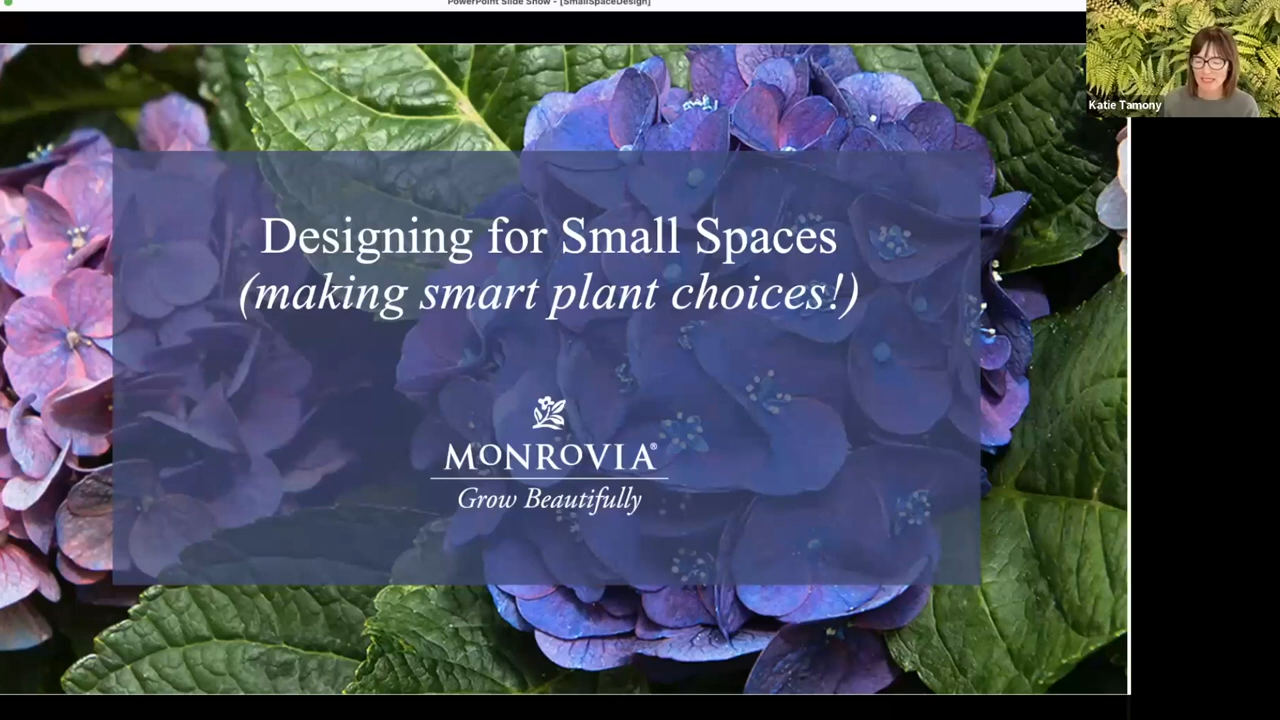 PowerPoint Slide Show - [SmallSpaceDesign]
Katie Tamony
Designing for Small Spaces
(making smart plant choices!)
MONROVIA®
Grow Beautifully